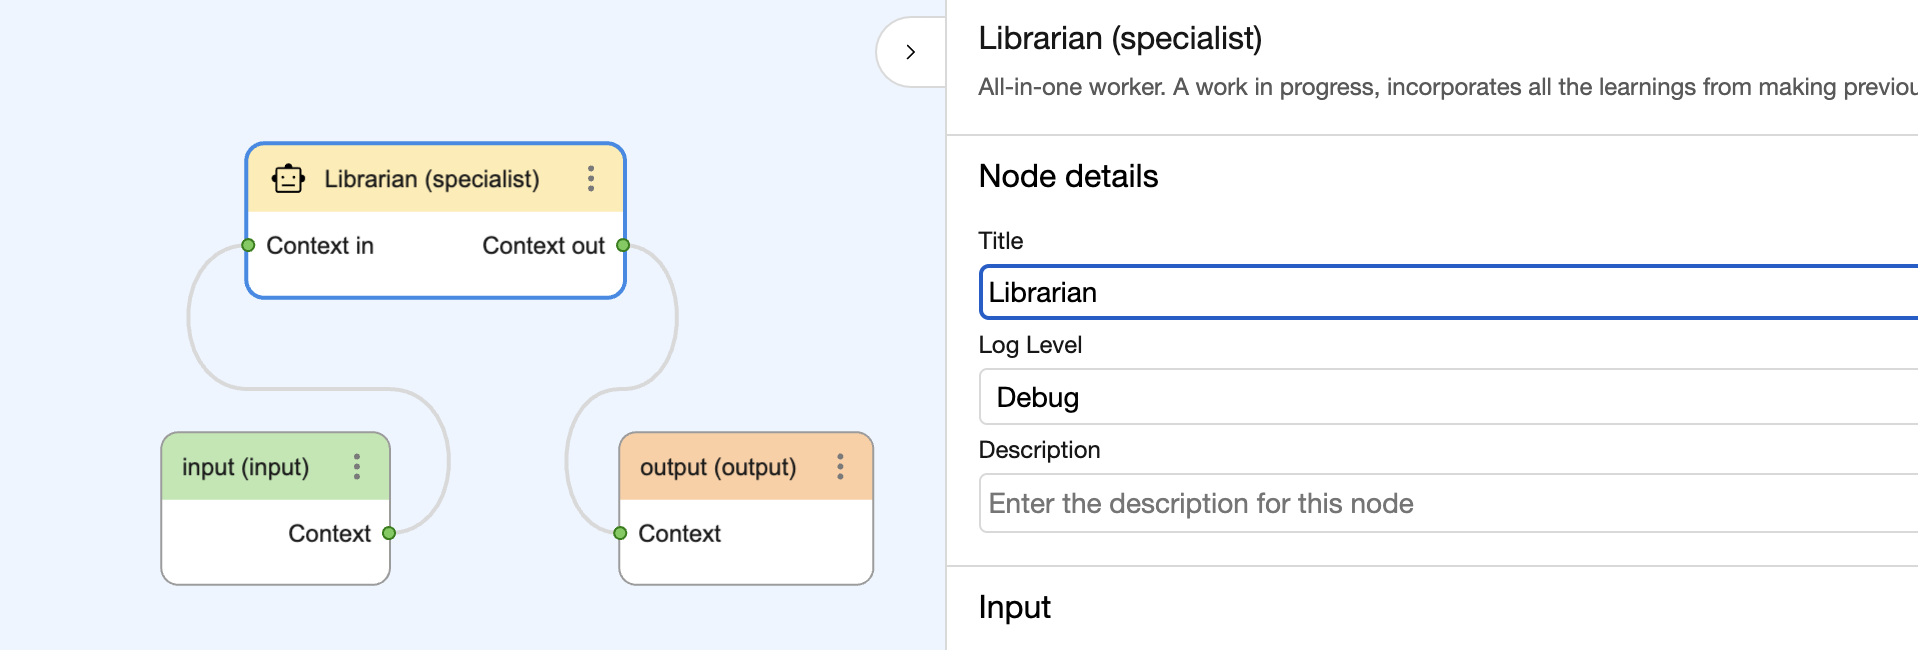 Librarian (specialist)
Context in
Context out
input (input)
Context
output (output)
Context
Librarian (specialist)
All-in-one worker. A work in progress, incorporates all the learnings from making previou
Node details
Title
Librarian
Log Level
Debug
Description
Enter the description for this node
Input